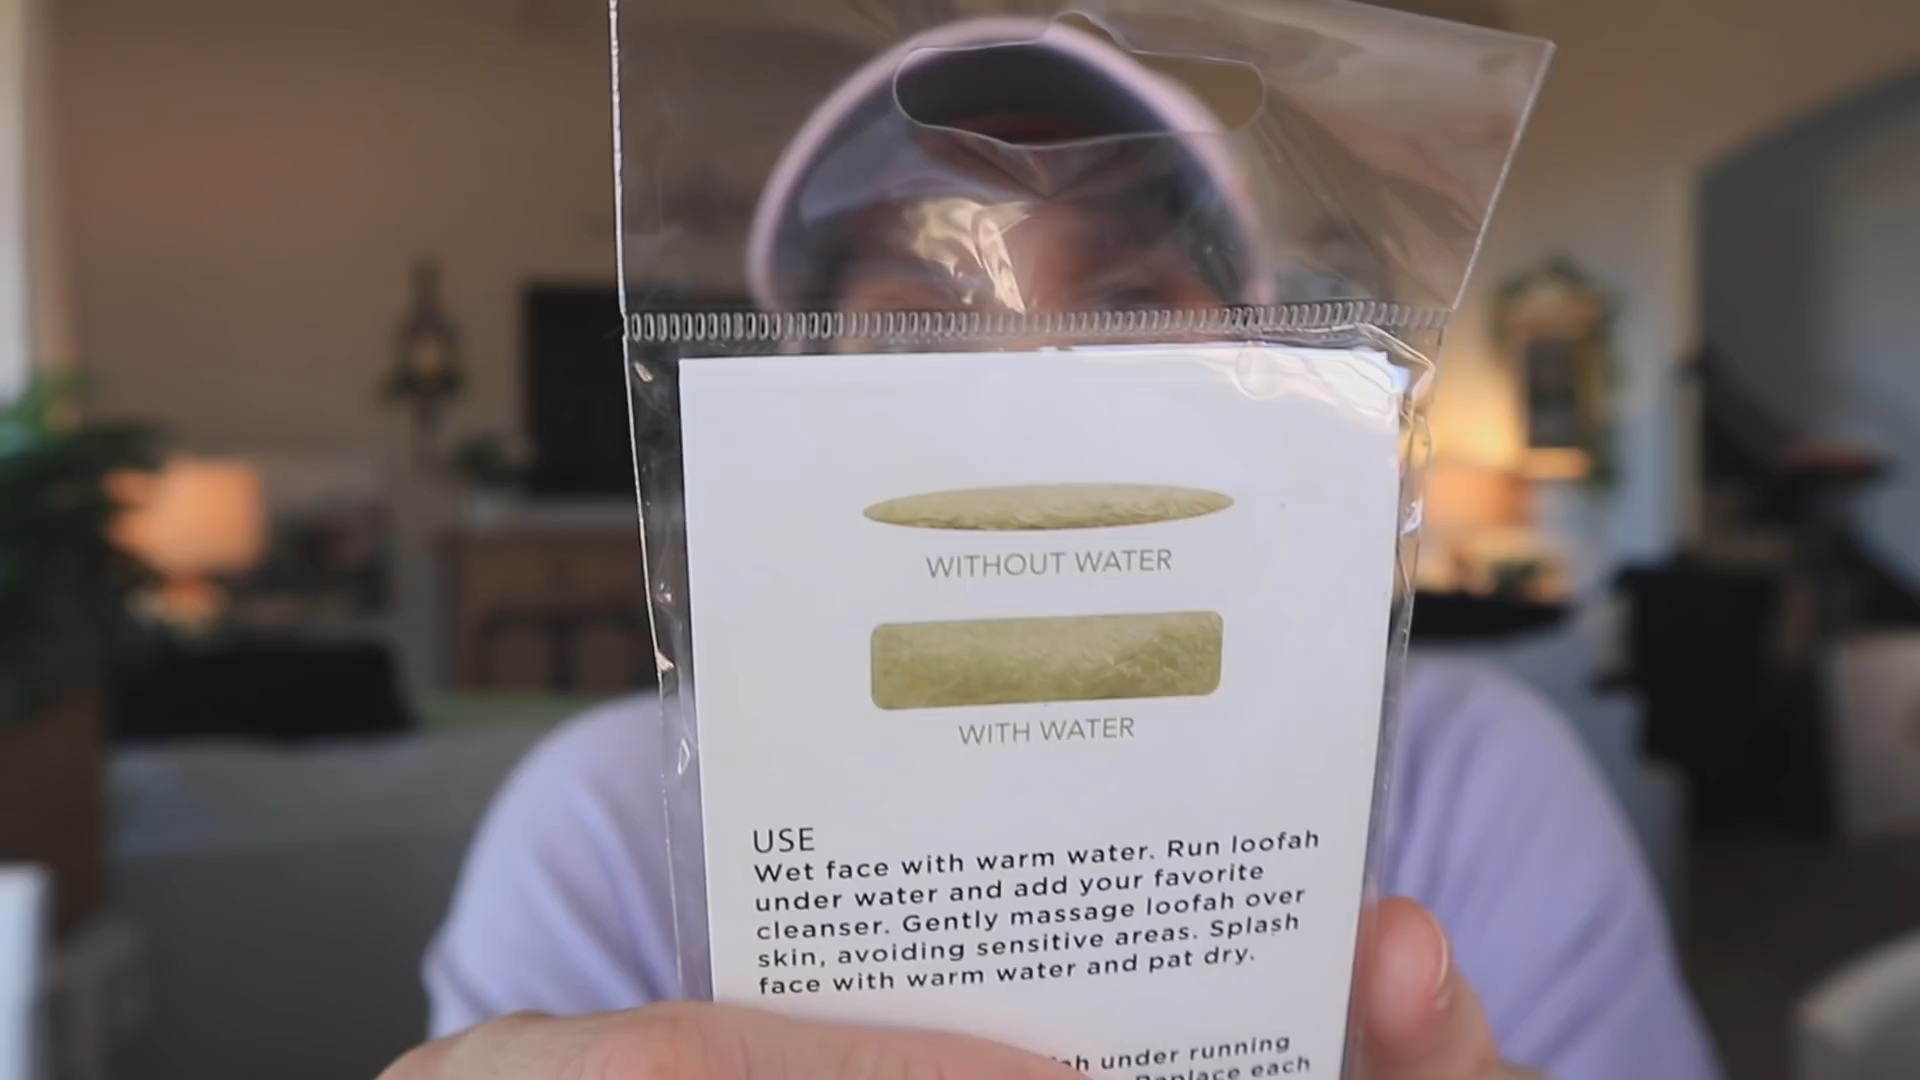 WITHOUT WATER
WITH WATER
USE
Wet face with warm water. Run loofah
under water and add your favorite
cleanser. Gently massage loofah over
skin, avoiding sensitive areas. Splash
face with warm water and pat dry.
under running
each